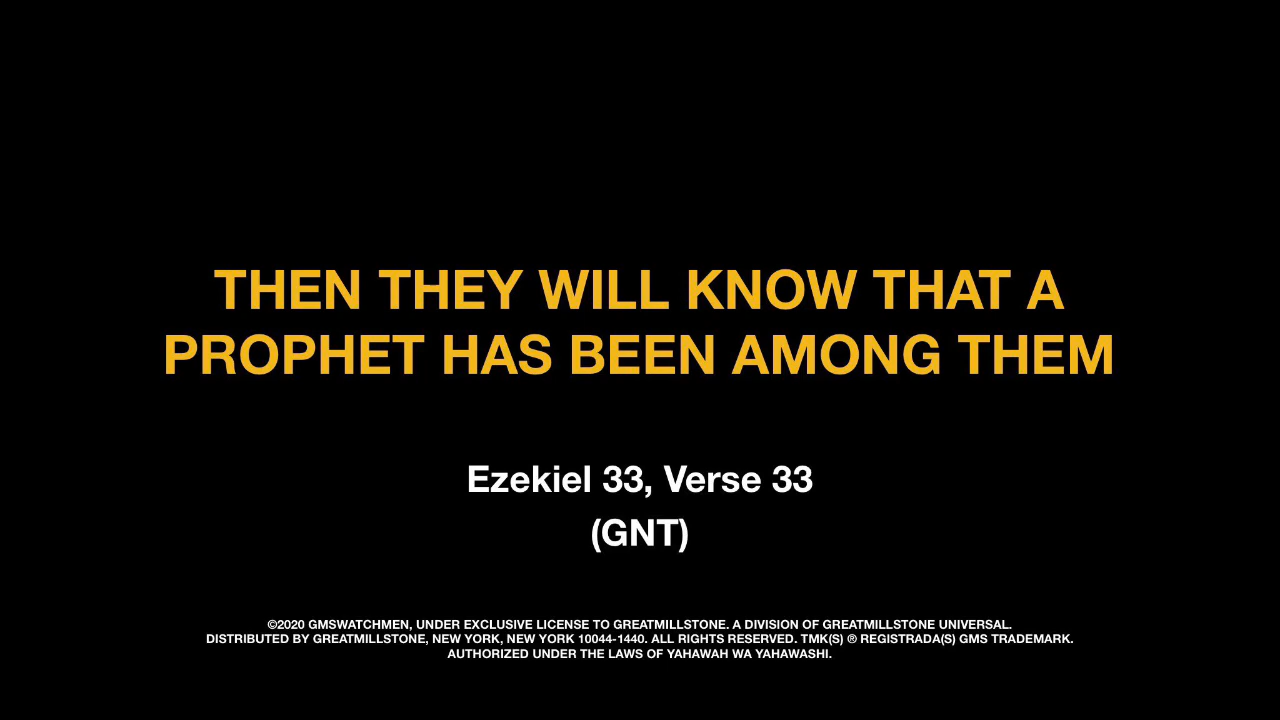 THEN THEY WILL KNOW THAT A
PROPHET HAS BEEN AMONG THEM
Ezekiel 33, Verse 33
(GNT)
©2020 GMSWATCHMEN, UNDER EXCLUSIVE LICENSE TO GREATMILLSTONE. A DIVISION OF GREATMILLSTONE UNIVERSAL.
DISTRIBUTED BY GREATMILLSTONE, NEW YORK, NEW YORK 10044-1440. ALL RIGHTS RESERVED. TMK(S) ® REGISTRADA(S) GMS TRADEMARK.
AUTHORIZED UNDER THE LAWS OF YAHAWAH WA YAHAWASHI.